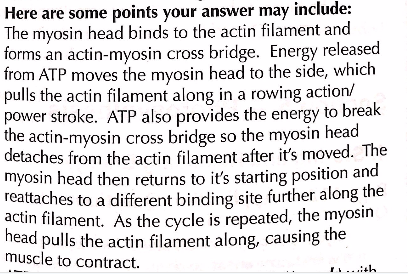 Here are some points your answer may include:
The myosin head binds to the actin filament and
forms an actin-myosin cross bridge. Energy released
from ATP moves the myosin head to the side, which
pulls the actin filament along in a rowing action/
power stroke. ATP also provides the energy to break
the actin-myosin cross bridge so the myosin head
detaches from the actin filament after it's moved. The
myosin head then returns to it's starting position and
reattaches to a different binding site further along the
actin filament. As the cycle is repeated, the myosin
head pulls the actin filament along, causing the
muscle to contract.